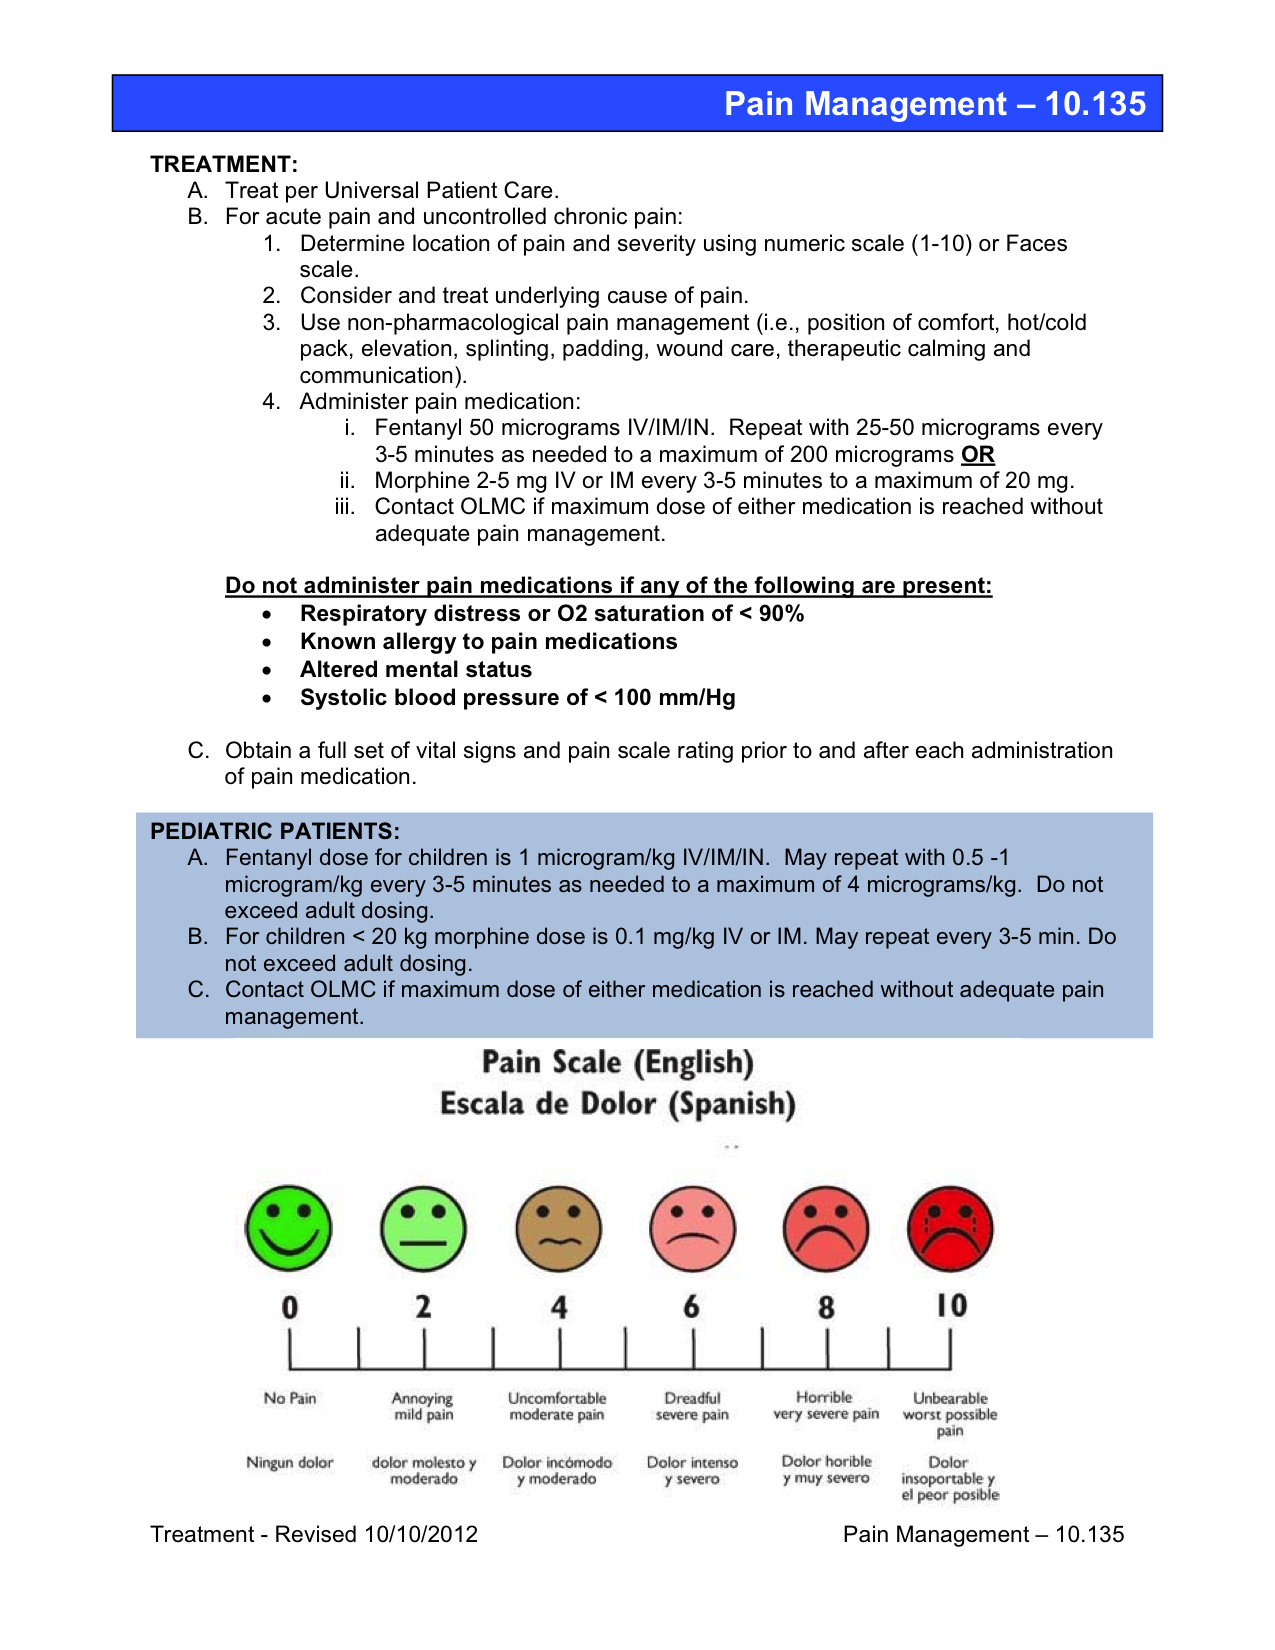 Pain Management – 10.135
TREATMENT:
A. Treat per Universal Patient Care.
B. For acute pain and uncontrolled chronic pain:
1. Determine location of pain and severity using numeric scale (1-10) or Faces
scale.
2. Consider and treat underlying cause of pain.
3. Use non-pharmacological pain management (i.e., position of comfort, hot/cold
pack, elevation, splinting, padding, wound care, therapeutic calming and
communication).
4. Administer pain medication:
i. Fentanyl 50 micrograms IV/IM/IN. Repeat with 25-50 micrograms every
3-5 minutes as needed to a maximum of 200 micrograms OR
ii. Morphine 2-5 mg IV or IM every 3-5 minutes to a maximum of 20 mg.
iii. Contact OLMC if maximum dose of either medication is reached without
adequate pain management.
Do not administer pain medications if any of the following are present:
• Respiratory distress or O2 saturation of < 90%
• Known allergy to pain medications
• Altered mental status
• Systolic blood pressure of < 100 mm/Hg
C. Obtain a full set of vital signs and pain scale rating prior to and after each administration
of pain medication.
PEDIATRIC PATIENTS:
A. Fentanyl dose for children is 1 microgram/kg IV/IM/IN. May repeat with 0.5 -1
microgram/kg every 3-5 minutes as needed to a maximum of 4 micrograms/kg. Do not
exceed adult dosing.
B. For children < 20 kg morphine dose is 0.1 mg/kg IV or IM. May repeat every 3-5 min. Do
not exceed adult dosing.
C. Contact OLMC if maximum dose of either medication is reached without adequate pain
management.
Pain Scale (English)
Escala de Dolor (Spanish)
0 2 4 6 8 10
No Pain Annoying Uncomfortable Dreadful Horrible Unbearable
mild pain moderate pain severe pain very severe pain worst possible
pain
Ningun dolor dolor molesto y Dolor incómodo Dolor intenso Dolor horible Dolor
moderado y moderado y severo y muy severo insoportable y
el peor posible
Treatment - Revised 10/10/2012 Pain Management – 10.135